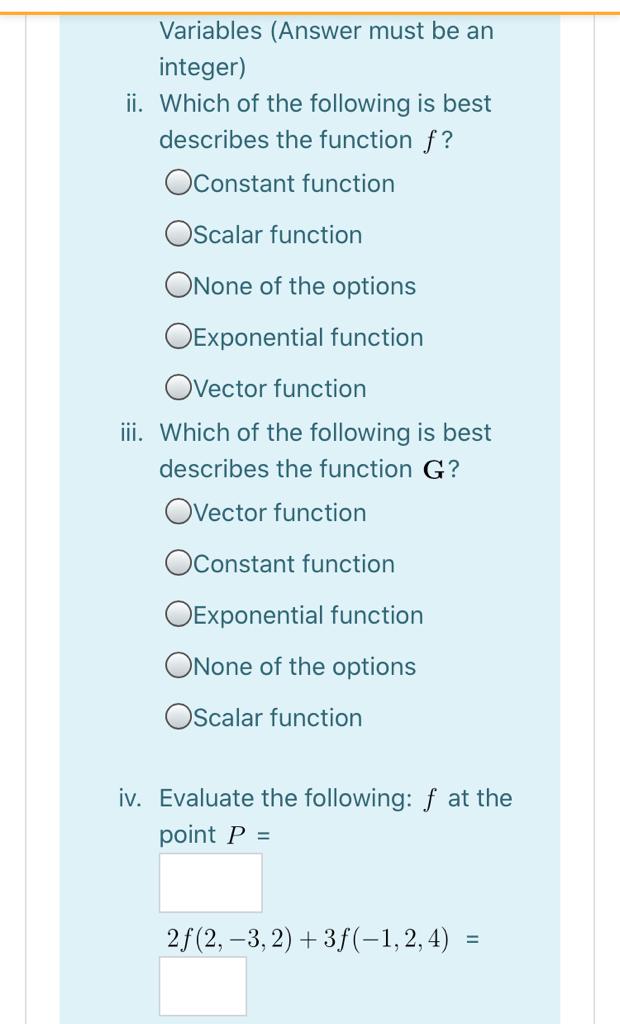 Variables (Answer must be an
integer)
ii. Which of the following is best
describes the function f?
Constant function
Scalar function
None of the options
Exponential function
Vector function
iii. Which of the following is best
describes the function G?
Vector function
Constant function
Exponential function
None of the options
Scalar function
iv. Evaluate the following: f at the
point P =
2f(2, −3, 2) + 3f(−1, 2, 4) =